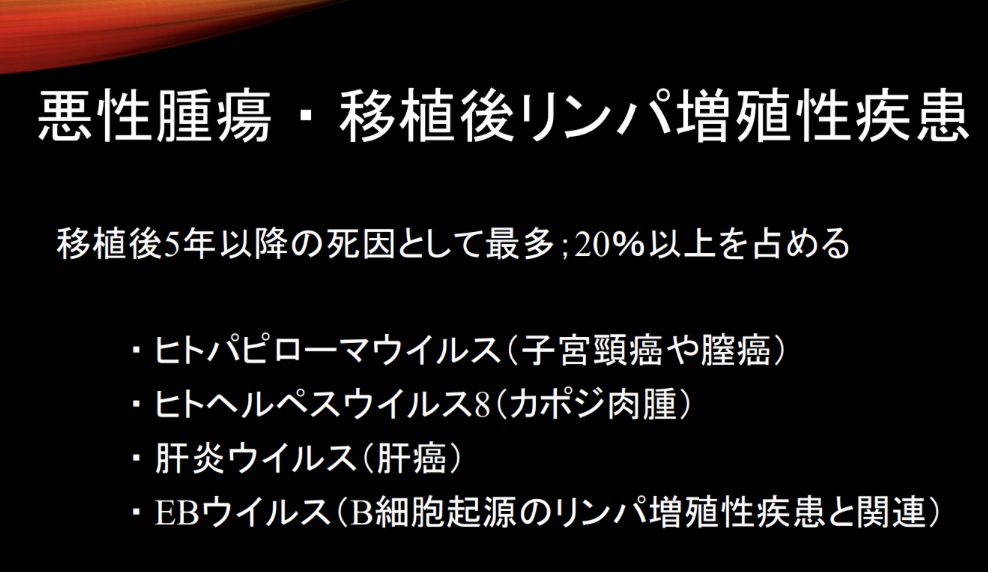 悪性腫瘍・移植後リンパ増殖性疾患
移植後5年以降の死因として最多;20%以上を占める
・ヒトパピローマウイルス(子宮頸癌や膣癌)
・ヒトヘルペスウイルス8(カポジ肉腫)
・肝炎ウイルス(肝癌)
・EBウイルス(B細胞起源のリンパ増殖性疾患と関連)